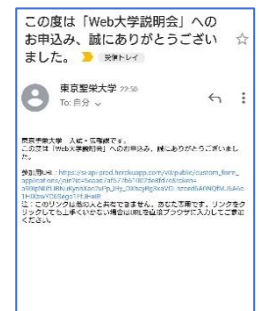 この度は「Web大学説明会」への
お申込み、誠にありがとうござい
ました。 受信トレイ
東京聖栄大学 22:50
To: 自分
東京聖栄大学 入試・広報課です。
この度は「Web大学説明会」へのお申込み、誠にありがとうございまし
た。
参加用URL：
注：このリンクは他の人と共有できません。あなた専用です。リンクをク
リックしても上手くいかない場合はURLを直接ブラウザに入力してご参加
ください。